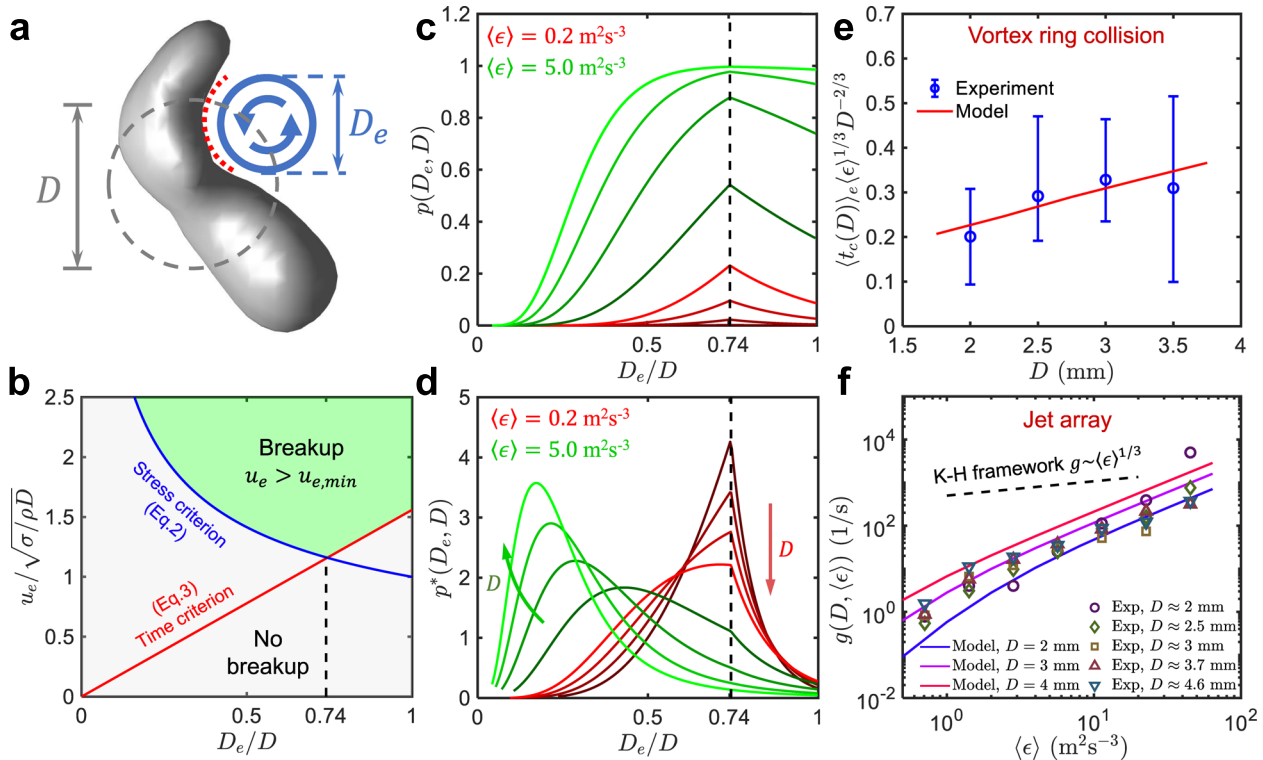 a
D
D_e
b
2.5
2
1.5
1
0.5
0
u_e/√σ/ρD
Breakup
u_e > u_{e,min}
Stress criterion
(Eq.2)
(Eq.3)
Time criterion
No
breakup
0
0.5
0.74
1
D_e/D
c
⟨ϵ⟩ = 0.2 m²s⁻³
⟨ϵ⟩ = 5.0 m²s⁻³
1.2
1
0.8
0.6
0.4
0.2
0
p(D_e, D)
0
0.5
0.74
1
D_e/D
d
⟨ϵ⟩ = 0.2 m²s⁻³
⟨ϵ⟩ = 5.0 m²s⁻³
5
4
3
2
1
0
p*(D_e, D)
D
D
0
0.5
0.74
1
D_e/D
e
Vortex ring collision
Experiment
Model
0.7
0.6
0.5
0.4
0.3
0.2
0.1
0
⟨t_c(D)⟩_e⟨ϵ⟩^{1/3}D^{−2/3}
1.5
2
2.5
3
3.5
4
D (mm)
f
Jet array
K-H framework g~⟨ϵ⟩^{1/3}
10⁴
10²
10⁰
10⁻²
g(D, ⟨ϵ⟩) (1/s)
Exp, D ≈ 2 mm
Exp, D ≈ 2.5 mm
Model, D = 2 mm
Exp, D ≈ 3 mm
Model, D = 3 mm
Exp, D ≈ 3.7 mm
Model, D = 4 mm
Exp, D ≈ 4.6 mm
10⁰
10¹
10²
⟨ϵ⟩ (m²s⁻³)